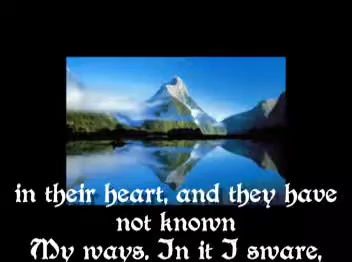 in their heart, and they have
not known
My ways. In it I sware,